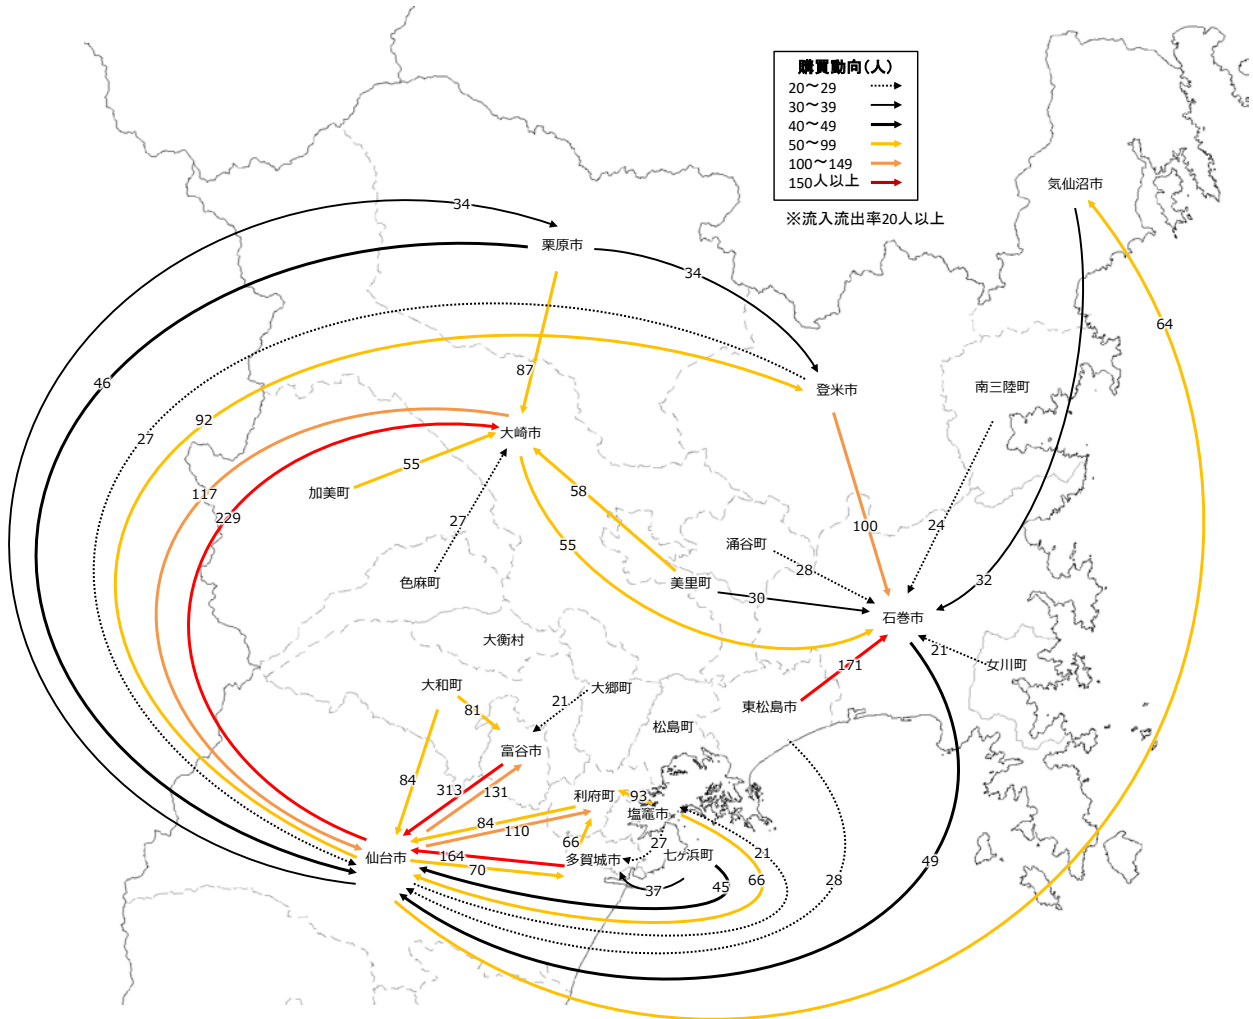 購買動向(人)
20～29
30～39
40～49
50～99
100～149
150人以上
※流入流出率20人以上
気仙沼市
34
栗原市
34
64
46
87
27
92
登米市
南三陸町
大崎市
55
加美町
117
229
58
27
24
100
55
涌谷町
28
色麻町
美里町
30
32
石巻市
大衡村
21
女川町
171
大和町
81
大郷町
21
東松島市
松島町
富谷市
84
313
131
利府町
93
塩竈市
84
110
66
27
21
仙台市
164
多賀城市
七ヶ浜町
70
37
45
66
28
49